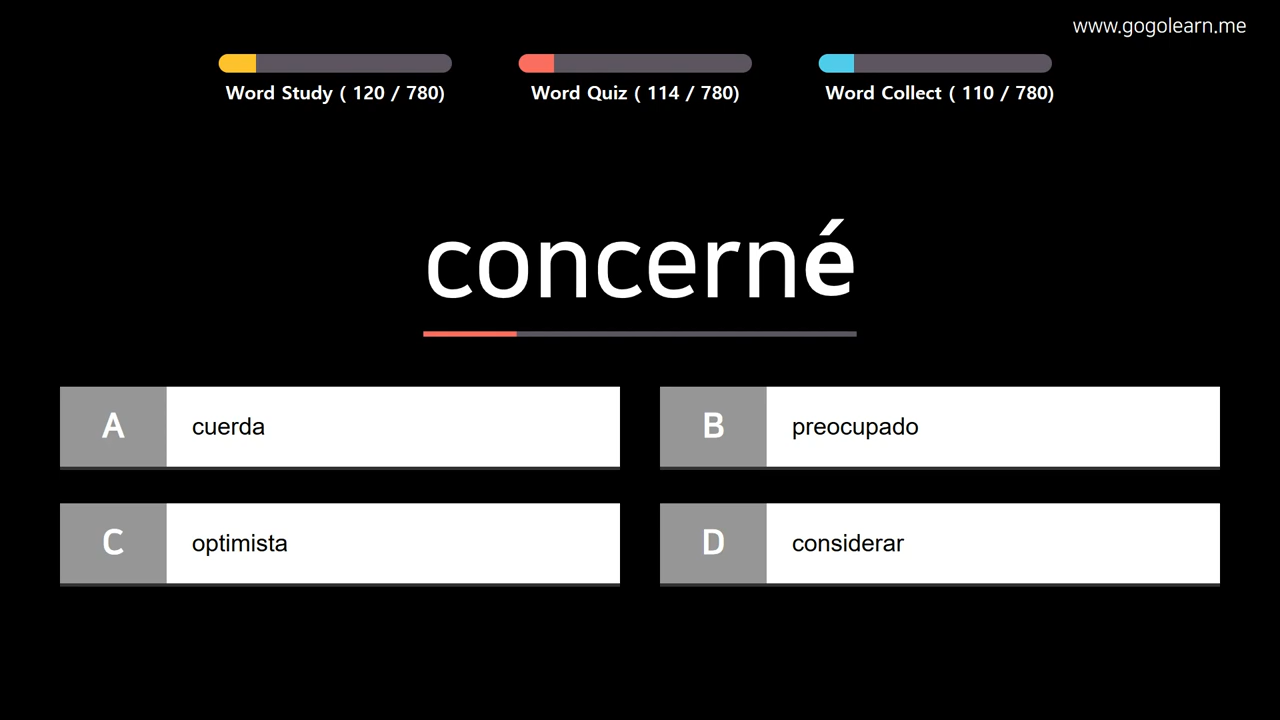 www.gogolearn.me
Word Study ( 120 / 780)
Word Quiz ( 114 / 780)
Word Collect ( 110 / 780)
concerné
A cuerda
B preocupado
C optimista
D considerar